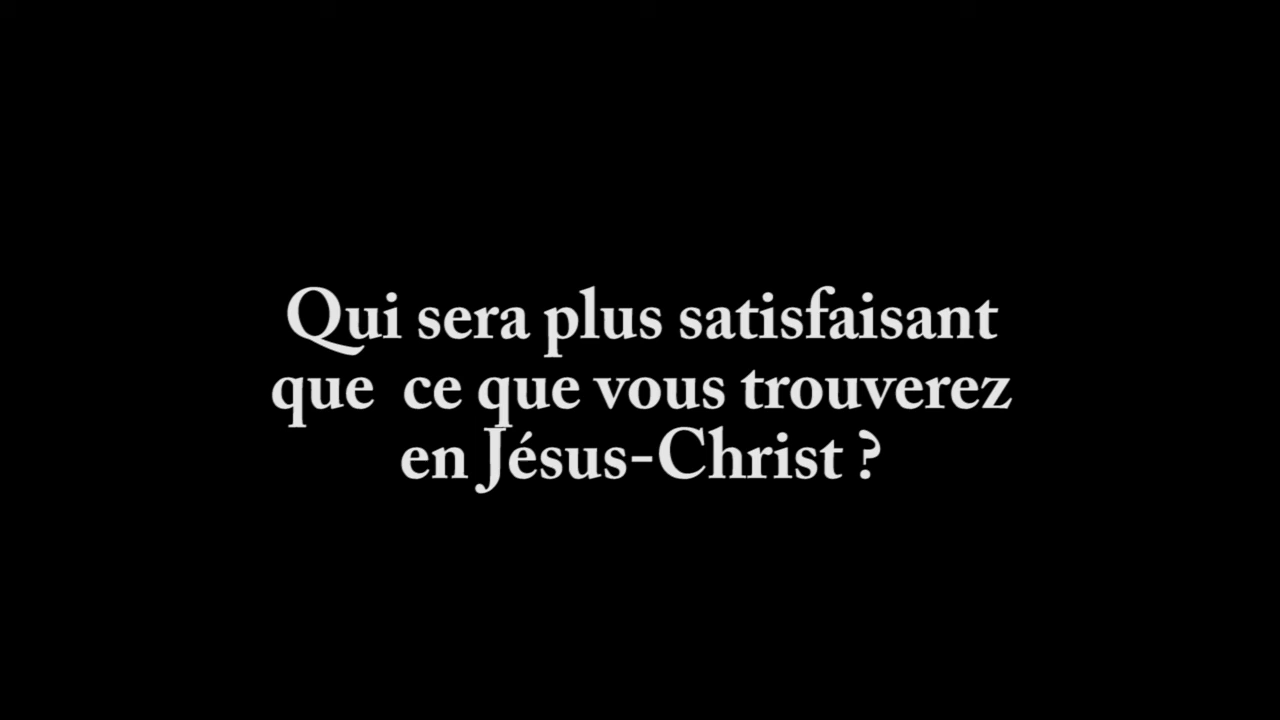 Qui sera plus satisfaisant
que  ce que vous trouverez
en Jésus-Christ ?